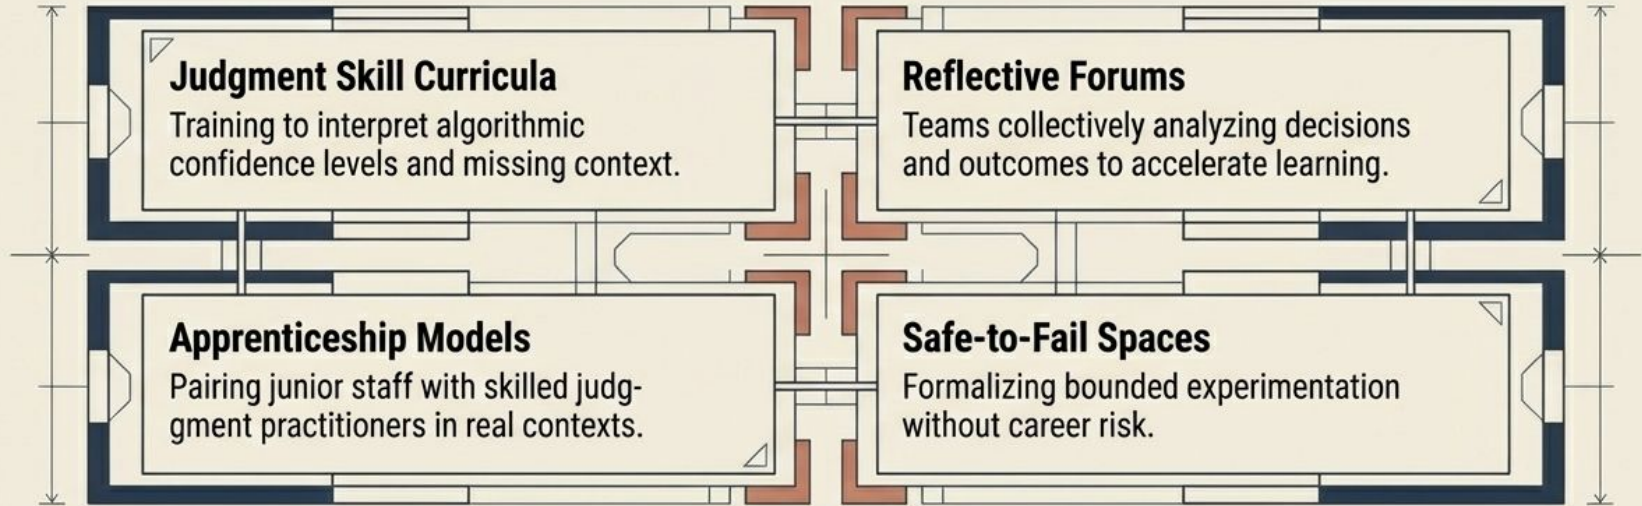 Judgment Skill Curricula
Training to interpret algorithmic
confidence levels and missing context.
Reflective Forums
Teams collectively analyzing decisions
and outcomes to accelerate learning.
Apprenticeship Models
Pairing junior staff with skilled judg-
gment practitioners in real contexts.
Safe-to-Fail Spaces
Formalizing bounded experimentation
without career risk.